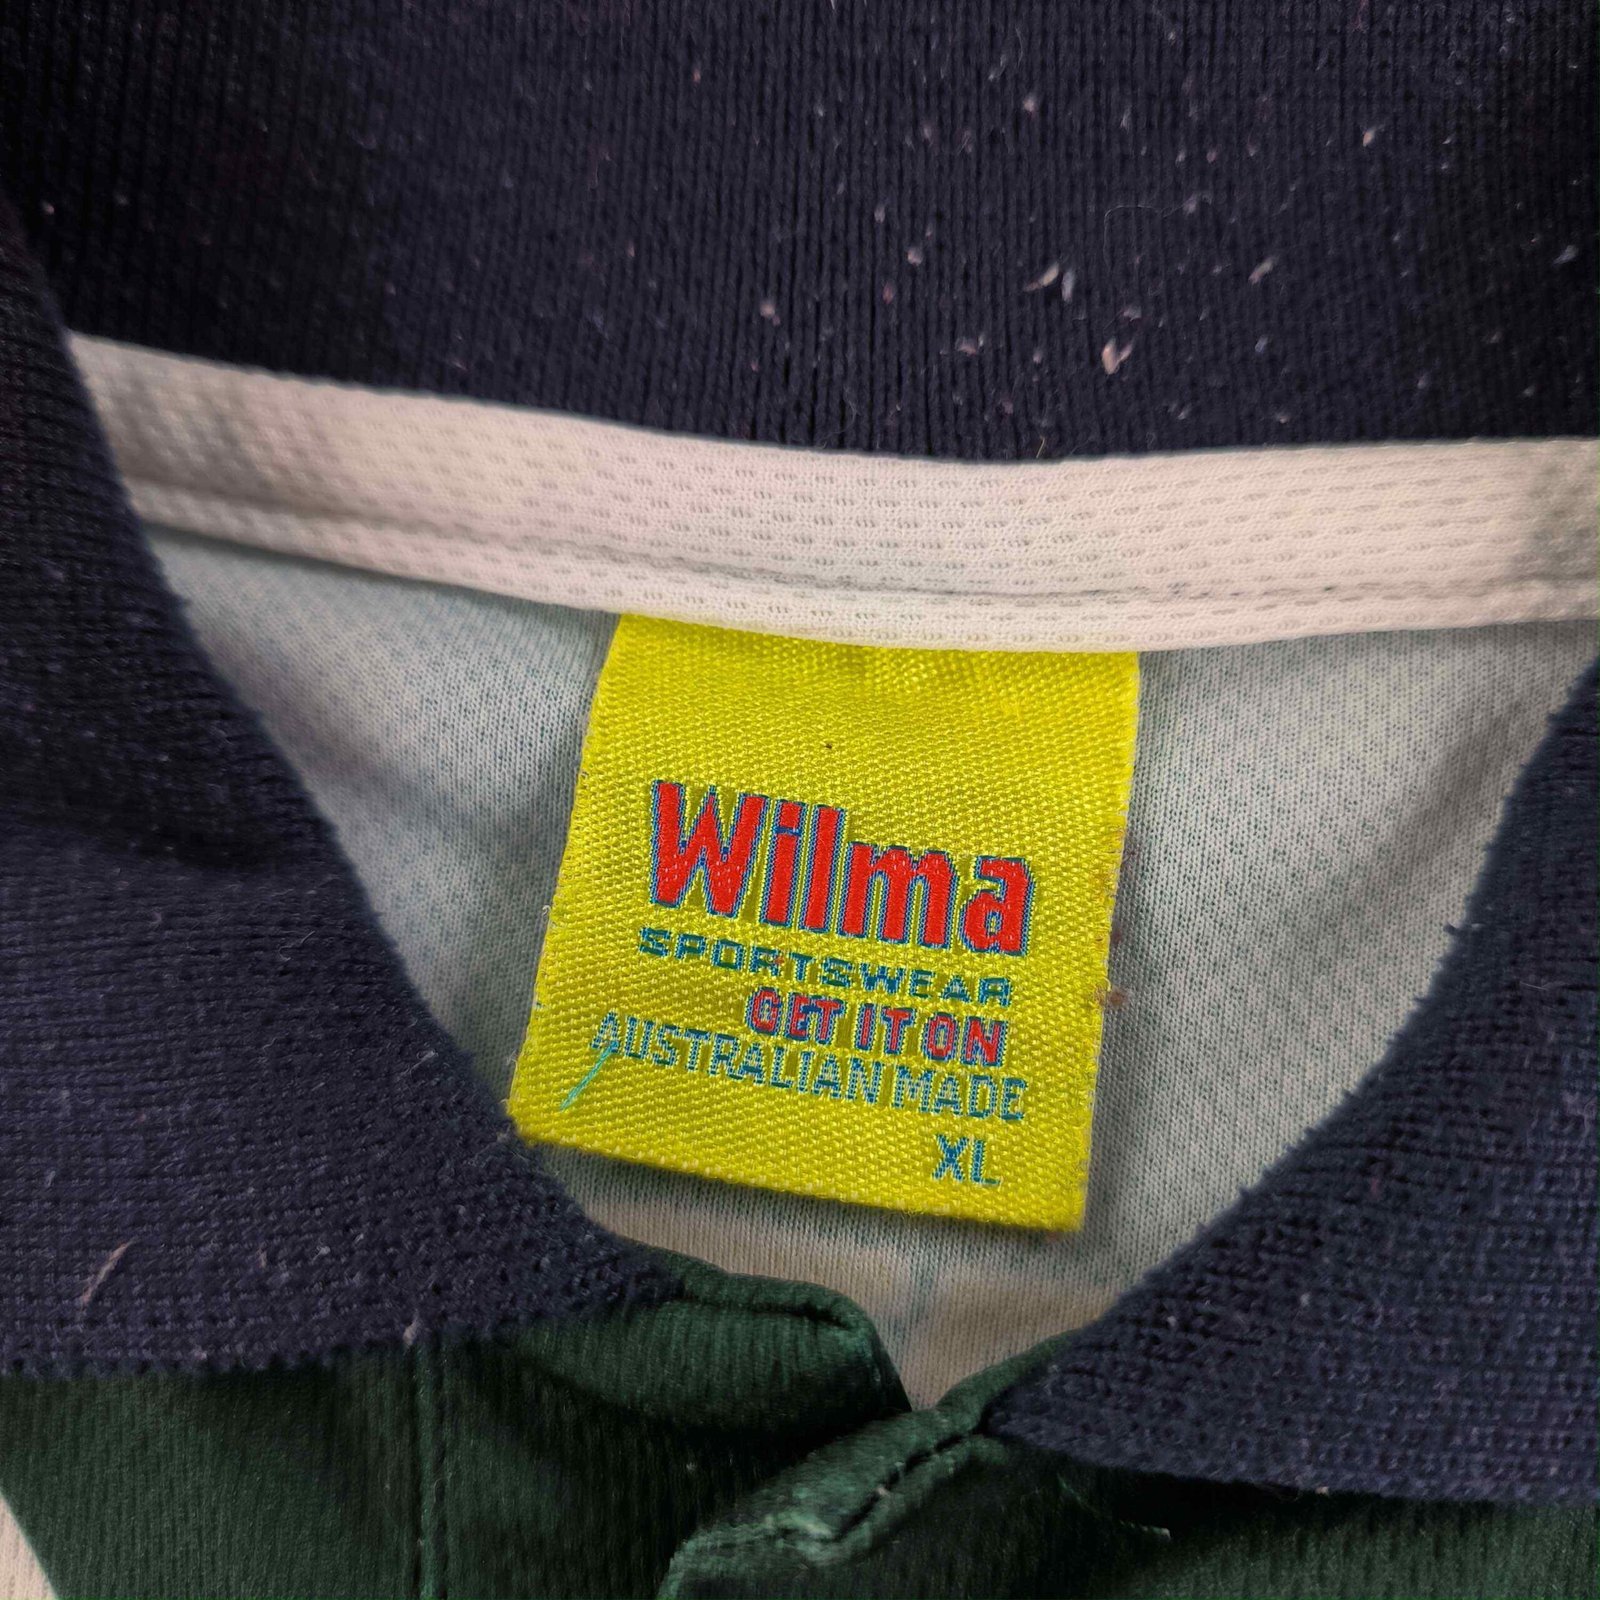 Wilma
SPORTSWEAR
GET IT ON
AUSTRALIAN MADE
XL